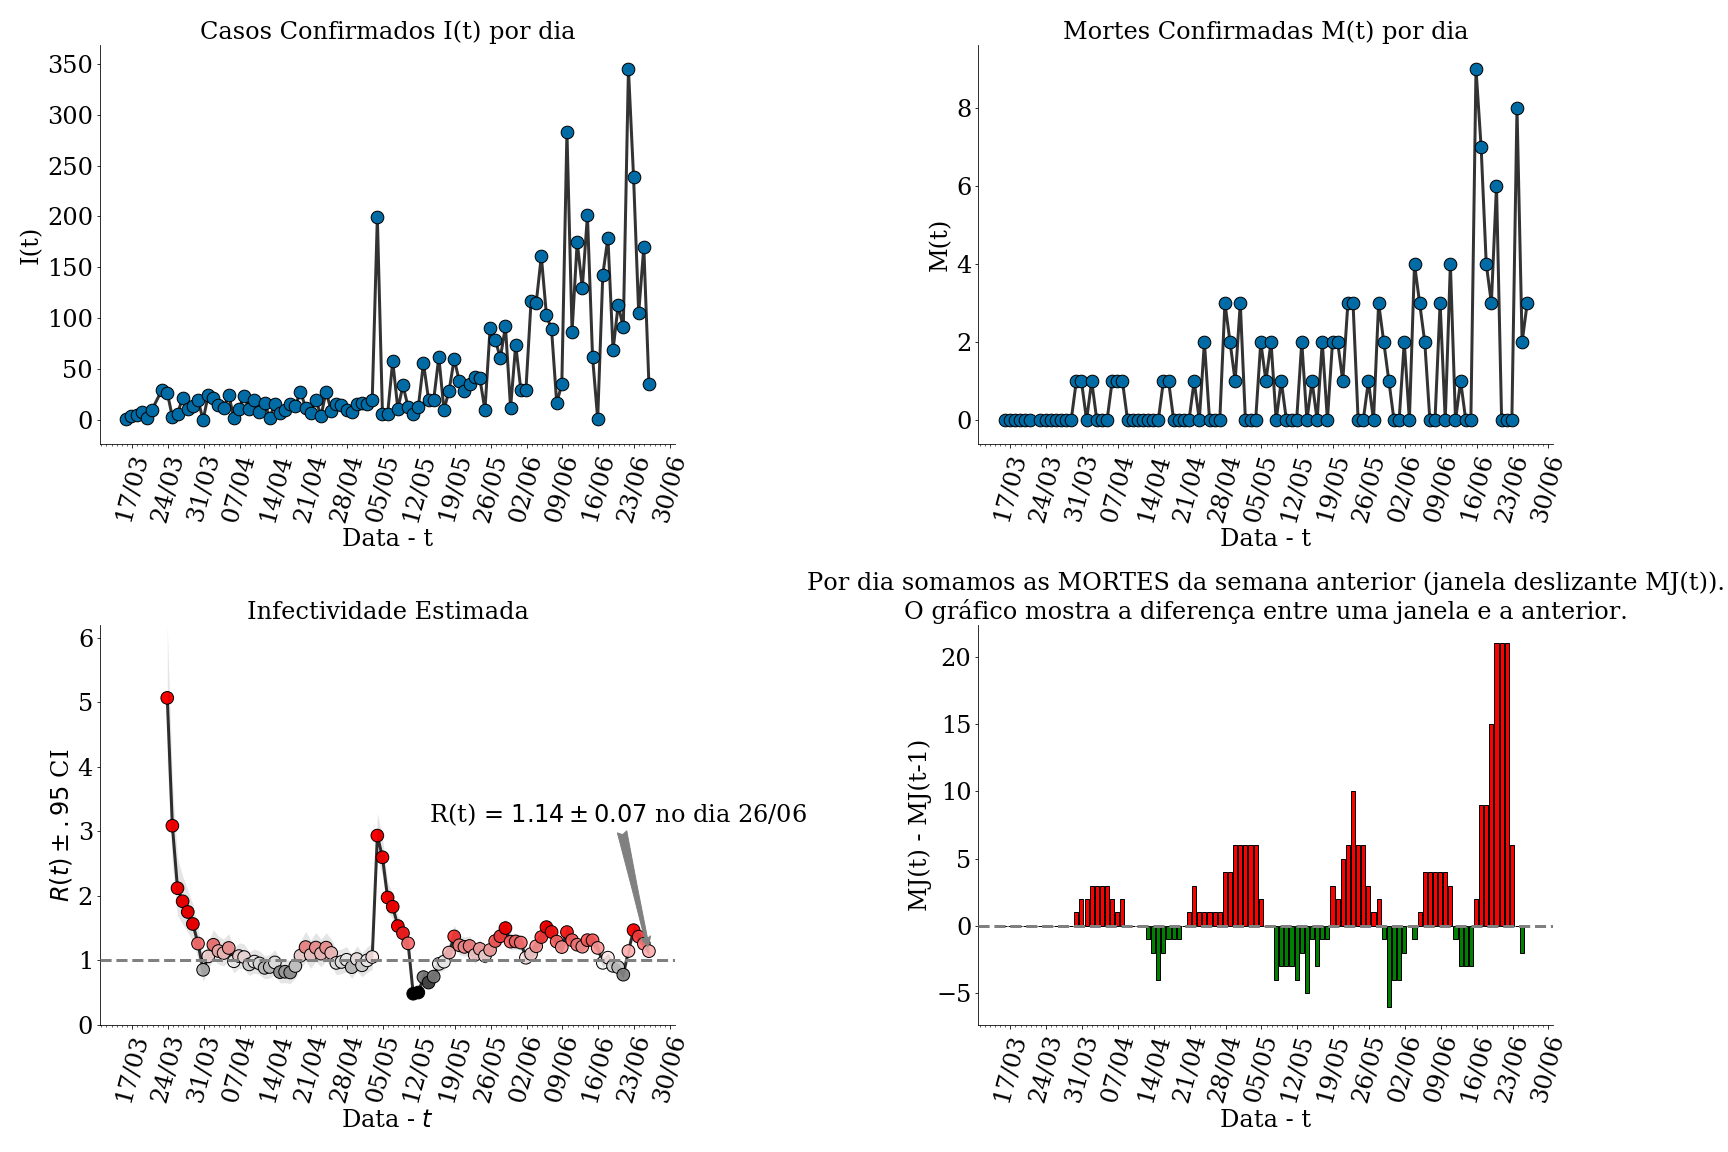 Casos Confirmados I(t) por dia
I(t)
350
300
250
200
150
100
50
0
17/03 24/03 31/03 07/04 14/04 21/04 28/04 05/05 12/05 19/05 26/05 02/06 09/06 16/06 23/06 30/06
Data - t
Mortes Confirmadas M(t) por dia
M(t)
8
6
4
2
0
17/03 24/03 31/03 07/04 14/04 21/04 28/04 05/05 12/05 19/05 26/05 02/06 09/06 16/06 23/06 30/06
Data - t
Infectividade Estimada
R(t) ± .95 CI
6
5
4
3
2
1
0
R(t) = 1.14 ± 0.07 no dia 26/06
17/03 24/03 31/03 07/04 14/04 21/04 28/04 05/05 12/05 19/05 26/05 02/06 09/06 16/06 23/06 30/06
Data - t
Por dia somamos as MORTES da semana anterior (janela deslizante MJ(t)).
O gráfico mostra a diferença entre uma janela e a anterior.
MJ(t) - MJ(t-1)
20
15
10
5
0
−5
17/03 24/03 31/03 07/04 14/04 21/04 28/04 05/05 12/05 19/05 26/05 02/06 09/06 16/06 23/06 30/06
Data - t